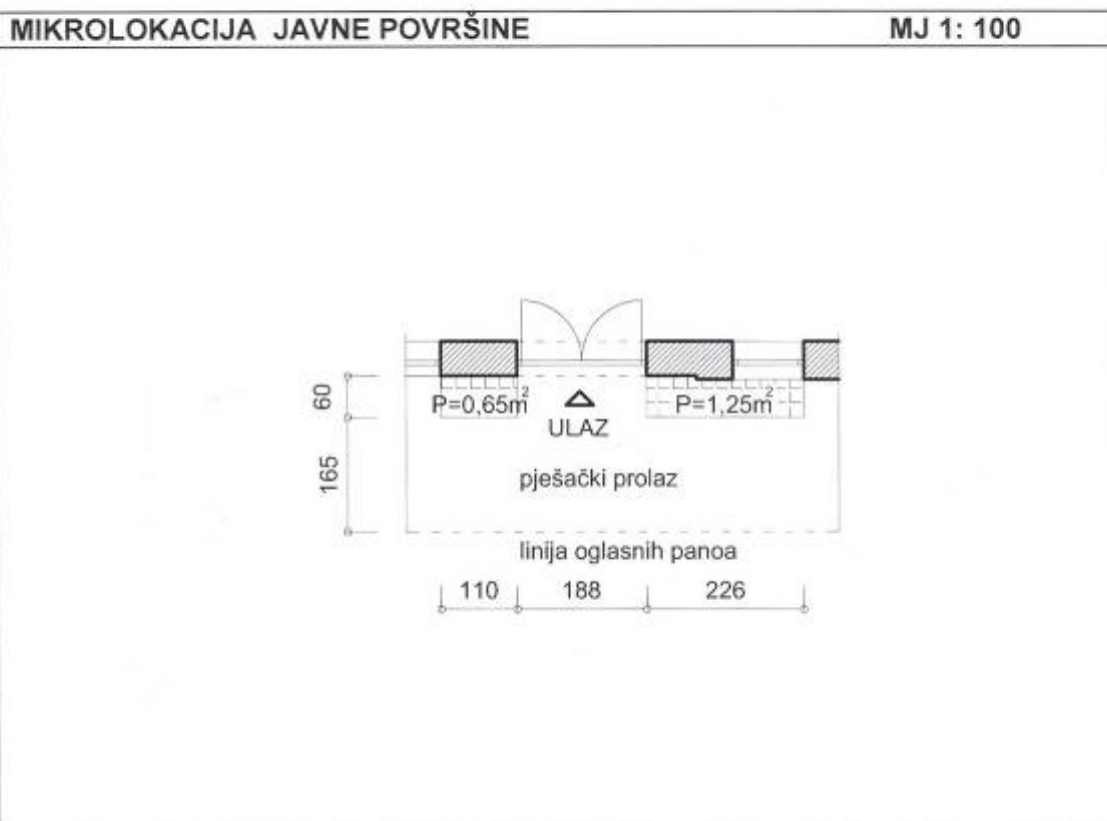 MIKROLOKACIJA JAVNE POVRŠINE MJ 1: 100
60
P=0,65m²
P=1,25m²
ULAZ
165
pješački prolaz
linija oglasnih panoa
110 188 226